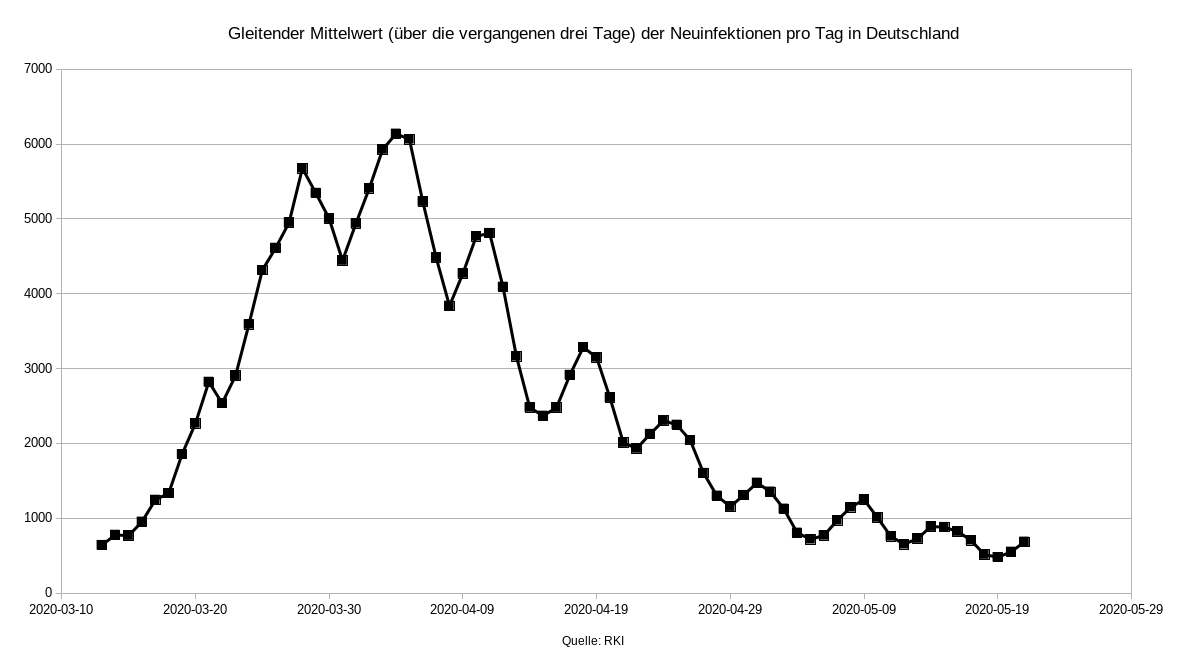 Gleitender Mittelwert (über die vergangenen drei Tage) der Neuinfektionen pro Tag in Deutschland
7000
6000
5000
4000
3000
2000
1000
0
2020-03-10 2020-03-20 2020-03-30 2020-04-09 2020-04-19 2020-04-29 2020-05-09 2020-05-19 2020-05-29
Quelle: RKI